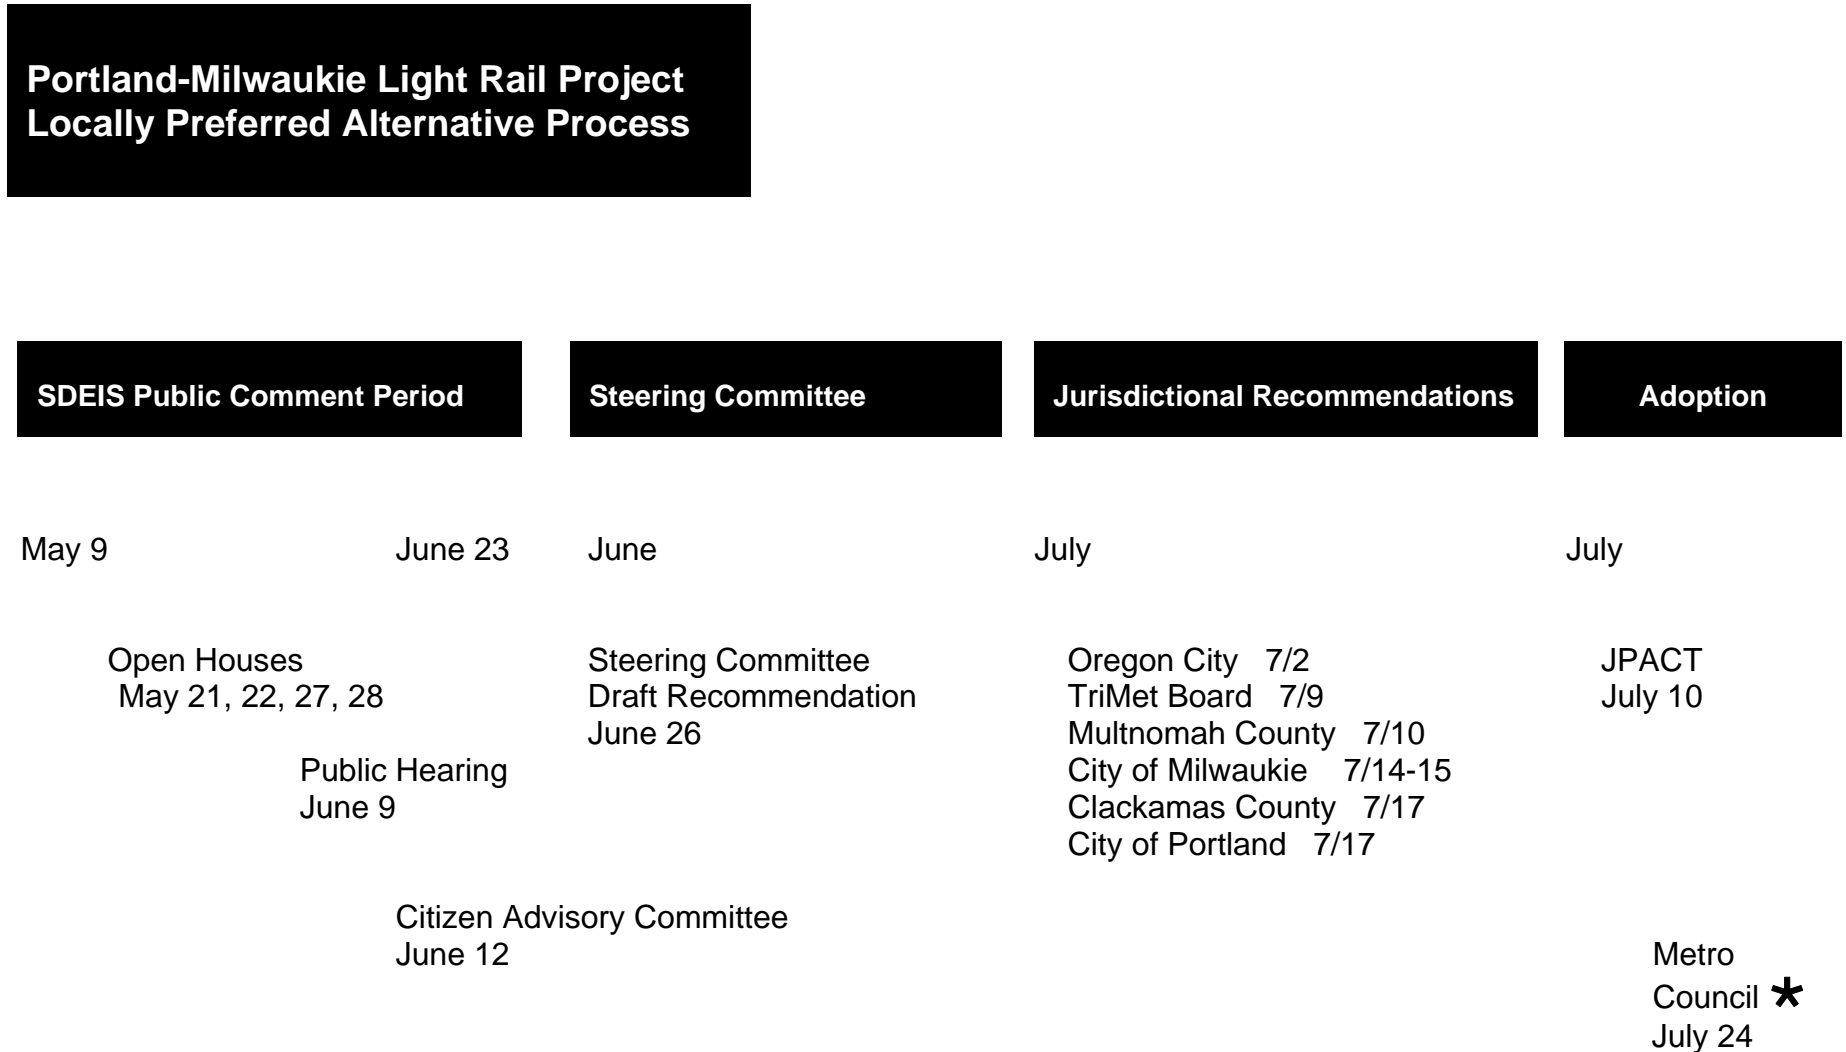 Portland-Milwaukie Light Rail Project
Locally Preferred Alternative Process
SDEIS Public Comment Period
Steering Committee
Jurisdictional Recommendations
Adoption
May 9
June 23
June
July
July
Open Houses
May 21, 22, 27, 28
Public Hearing
June 9
Citizen Advisory Committee
June 12
Steering Committee
Draft Recommendation
June 26
Oregon City 7/2
TriMet Board 7/9
Multnomah County 7/10
City of Milwaukie 7/14-15
Clackamas County 7/17
City of Portland 7/17
JPACT
July 10
Metro
Council *
July 24